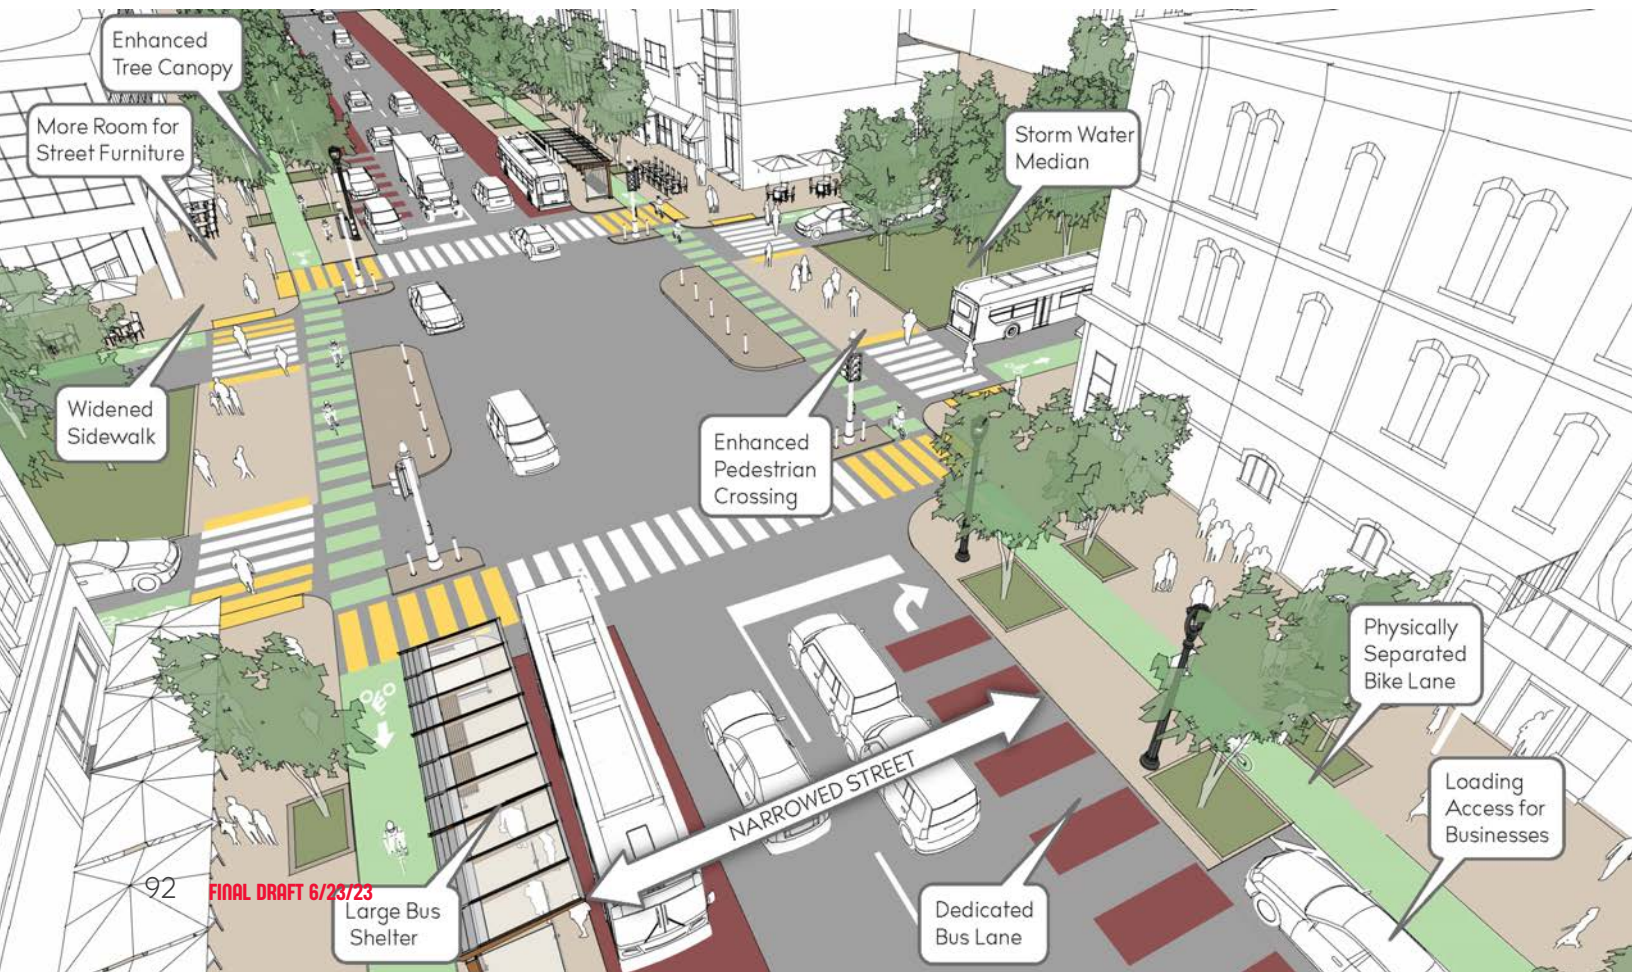 Enhanced
Tree Canopy
More Room for
Street Furniture
Storm Water
Median
Widened
Sidewalk
Enhanced
Pedestrian
Crossing
Physically
Separated
Bike Lane
NARROWED STREET
Loading
Access for
Businesses
92
FINAL DRAFT 6/23/23
Large Bus
Shelter
Dedicated
Bus Lane